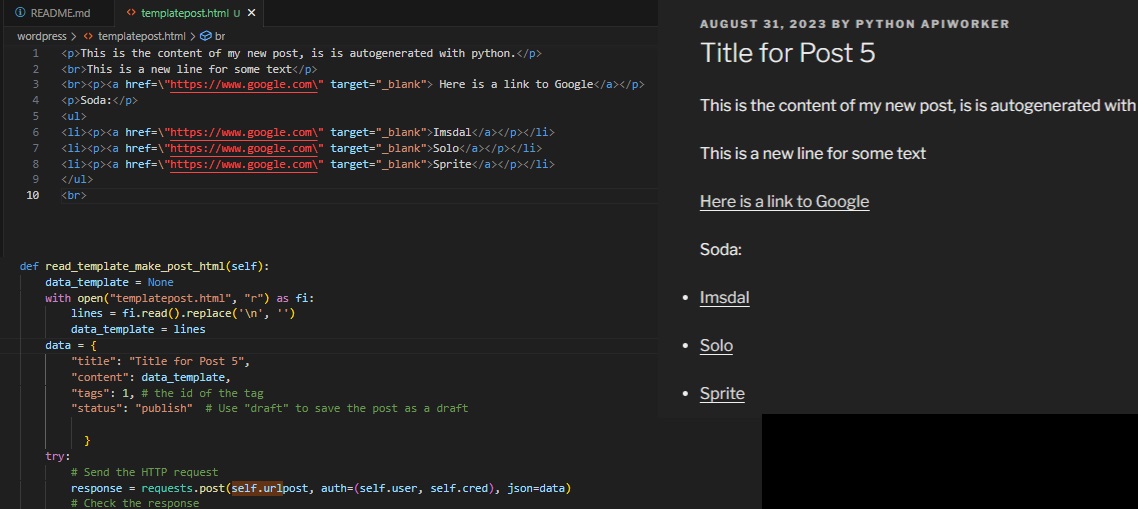 README.md
templatepost.html U
wordpress > templatepost.html > br
1 <p>This is the content of my new post, is is autogenerated with python.</p>
2 <br>This is a new line for some text</p>
3 <br><p><a href=\"https://www.google.com\" target="_blank"> Here is a link to Google</a></p>
4 <p>Soda:</p>
5 <ul>
6 <li><p><a href=\"https://www.google.com\" target="_blank">Imsdal</a></p></li>
7 <li><p><a href=\"https://www.google.com\" target="_blank">Solo</a></p></li>
8 <li><p><a href=\"https://www.google.com\" target="_blank">Sprite</a></p></li>
9 </ul>
10 <br>
def read_template_make_post_html(self):
data_template = None
with open("templatepost.html", "r") as fi:
lines = fi.read().replace('\n', '')
data_template = lines
data = {
"title": "Title for Post 5",
"content": data_template,
"tags": 1, # the id of the tag
"status": "publish"  # Use "draft" to save the post as a draft
}
try:
# Send the HTTP request
response = requests.post(self.urlpost, auth=(self.user, self.cred), json=data)
# Check the response
AUGUST 31, 2023 BY PYTHON APIWORKER
Title for Post 5
This is the content of my new post, is is autogenerated with
This is a new line for some text
Here is a link to Google
Soda:
• Imsdal
• Solo
• Sprite